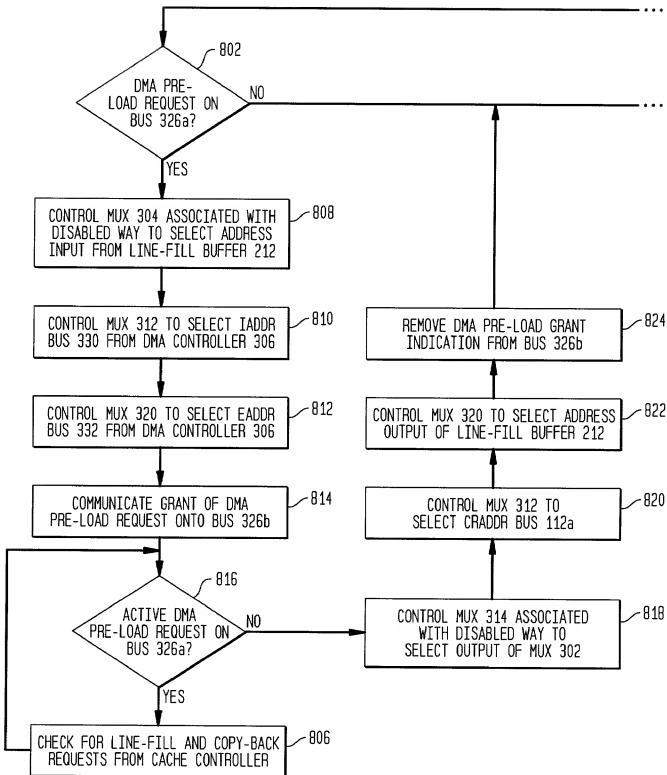 802
DMA PRE-
LOAD REQUEST ON
BUS 326a?
NO
YES
CONTROL MUX 304 ASSOCIATED WITH
DISABLED WAY TO SELECT ADDRESS
INPUT FROM LINE-FILL BUFFER 212
808
CONTROL MUX 312 TO SELECT IADDR
BUS 330 FROM DMA CONTROLLER 306
810
CONTROL MUX 320 TO SELECT EADDR
BUS 332 FROM DMA CONTROLLER 306
812
COMMUNICATE GRANT OF DMA
PRE-LOAD REQUEST ONTO BUS 326b
814
816
ACTIVE DMA
PRE-LOAD REQUEST ON
BUS 326a?
NO
YES
CHECK FOR LINE-FILL AND COPY-BACK
REQUESTS FROM CACHE CONTROLLER
806
CONTROL MUX 314 ASSOCIATED
WITH DISABLED WAY TO
SELECT OUTPUT OF MUX 302
818
CONTROL MUX 312 TO
SELECT CRADDR BUS 112a
820
CONTROL MUX 320 TO SELECT ADDRESS
OUTPUT OF LINE-FILL BUFFER 212
822
REMOVE DMA PRE-LOAD GRANT
INDICATION FROM BUS 326b
824